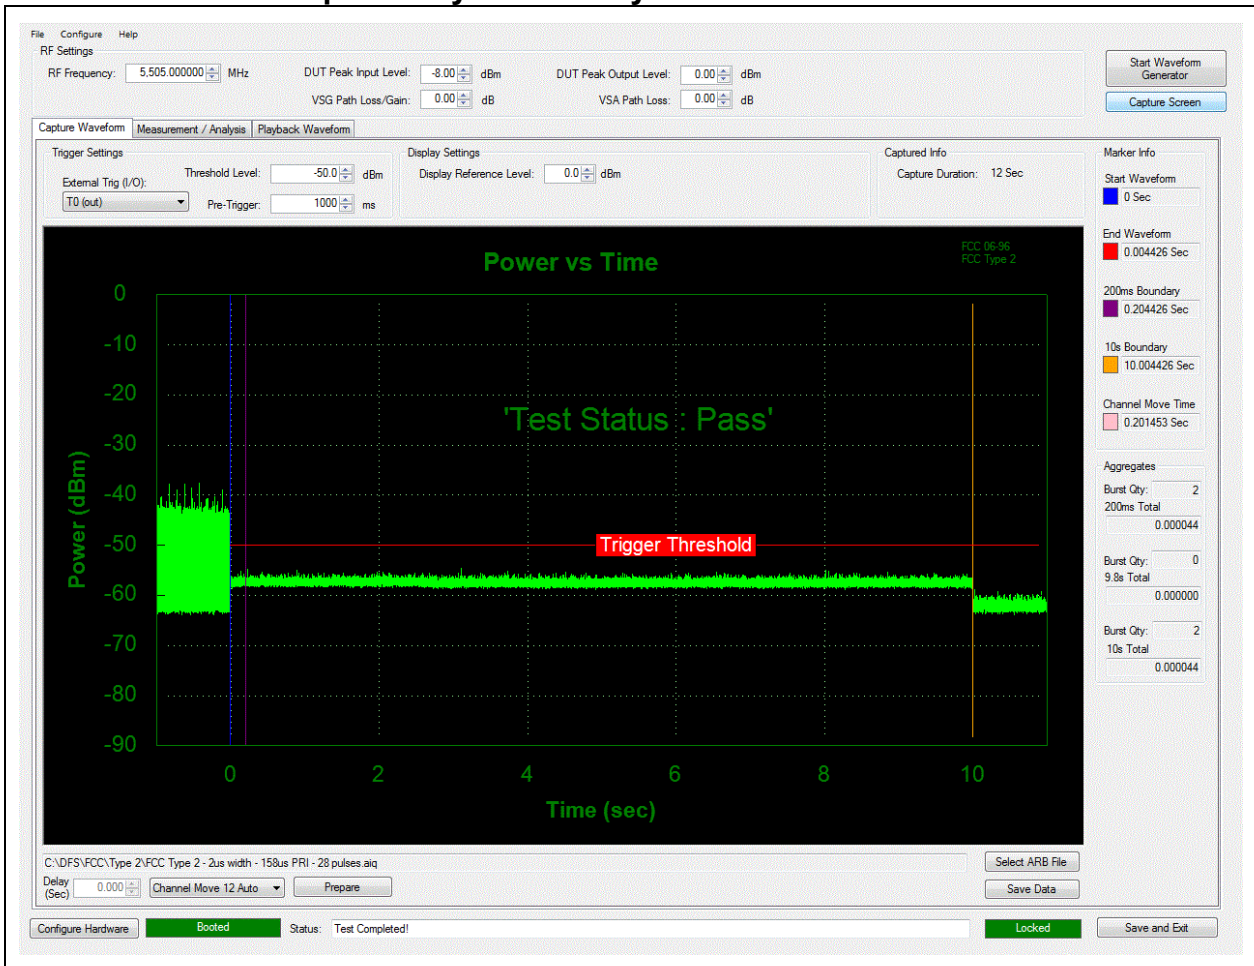 File Configure Help
RF Settings
RF Frequency: 5,505.000000 MHz DUT Peak Input Level: -8.00 dBm DUT Peak Output Level: 0.00 dBm
VSG Path Loss/Gain: 0.00 dB VSA Path Loss: 0.00 dB
Start Waveform Generator
Capture Screen
Capture Waveform Measurement / Analysis Playback Waveform
Trigger Settings
External Trig (I/O):
T0 (out)
Threshold Level: -50.0 dBm
Pre-Trigger: 1000 ms
Display Settings
Display Reference Level: 0.0 dBm
Captured Info
Capture Duration: 12 Sec
Marker Info
Start Waveform
0 Sec
End Waveform
0.004426 Sec
200ms Boundary
0.204426 Sec
10s Boundary
10.004426 Sec
Channel Move Time
0.201453 Sec
Aggregates
Burst Qty: 2
200ms Total
0.000044
Burst Qty: 0
9.8s Total
0.000000
Burst Qty: 2
10s Total
0.000044
Power vs Time
FCC 06-96
FCC Type 2
'Test Status : Pass'
Trigger Threshold
Power (dBm)
0
-10
-20
-30
-40
-50
-60
-70
-80
-90
0 2 4 6 8 10
Time (sec)
C:\DFS\FCC\Type 2\FCC Type 2 - 2us width - 158us PRI - 28 pulses.aiq
Select ARB File
Delay (Sec) 0.000 Channel Move 12 Auto Prepare
Save Data
Configure Hardware Booted Status: Test Completed! Locked Save and Exit